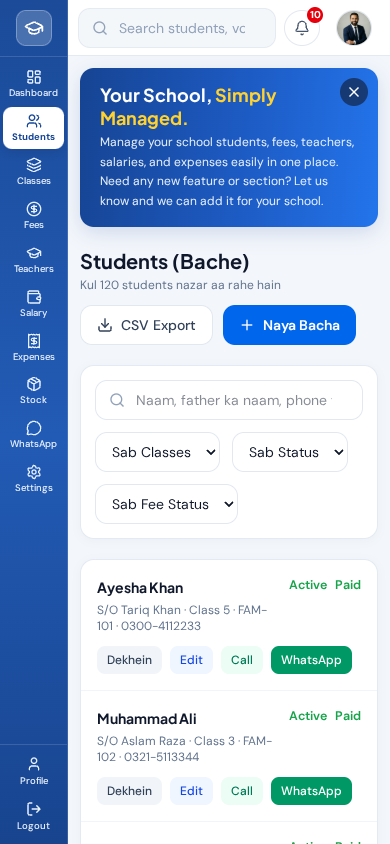 Search students, vc
10
Dashboard
Students
Classes
Fees
Teachers
Salary
Expenses
Stock
WhatsApp
Settings
Profile
Logout
Your School, Simply
Managed.
Manage your school students, fees, teachers,
salaries, and expenses easily in one place.
Need any new feature or section? Let us
know and we can add it for your school.
Students (Bache)
Kul 120 students nazar aa rahe hain
CSV Export
Naya Bacha
Naam, father ka naam, phone
Sab Classes
Sab Status
Sab Fee Status
Ayesha Khan
Active Paid
S/O Tariq Khan · Class 5 · FAM-
101 · 0300-4112233
Dekhein Edit Call WhatsApp
Muhammad Ali
Active Paid
S/O Aslam Raza · Class 3 · FAM-
102 · 0321-5113344
Dekhein Edit Call WhatsApp